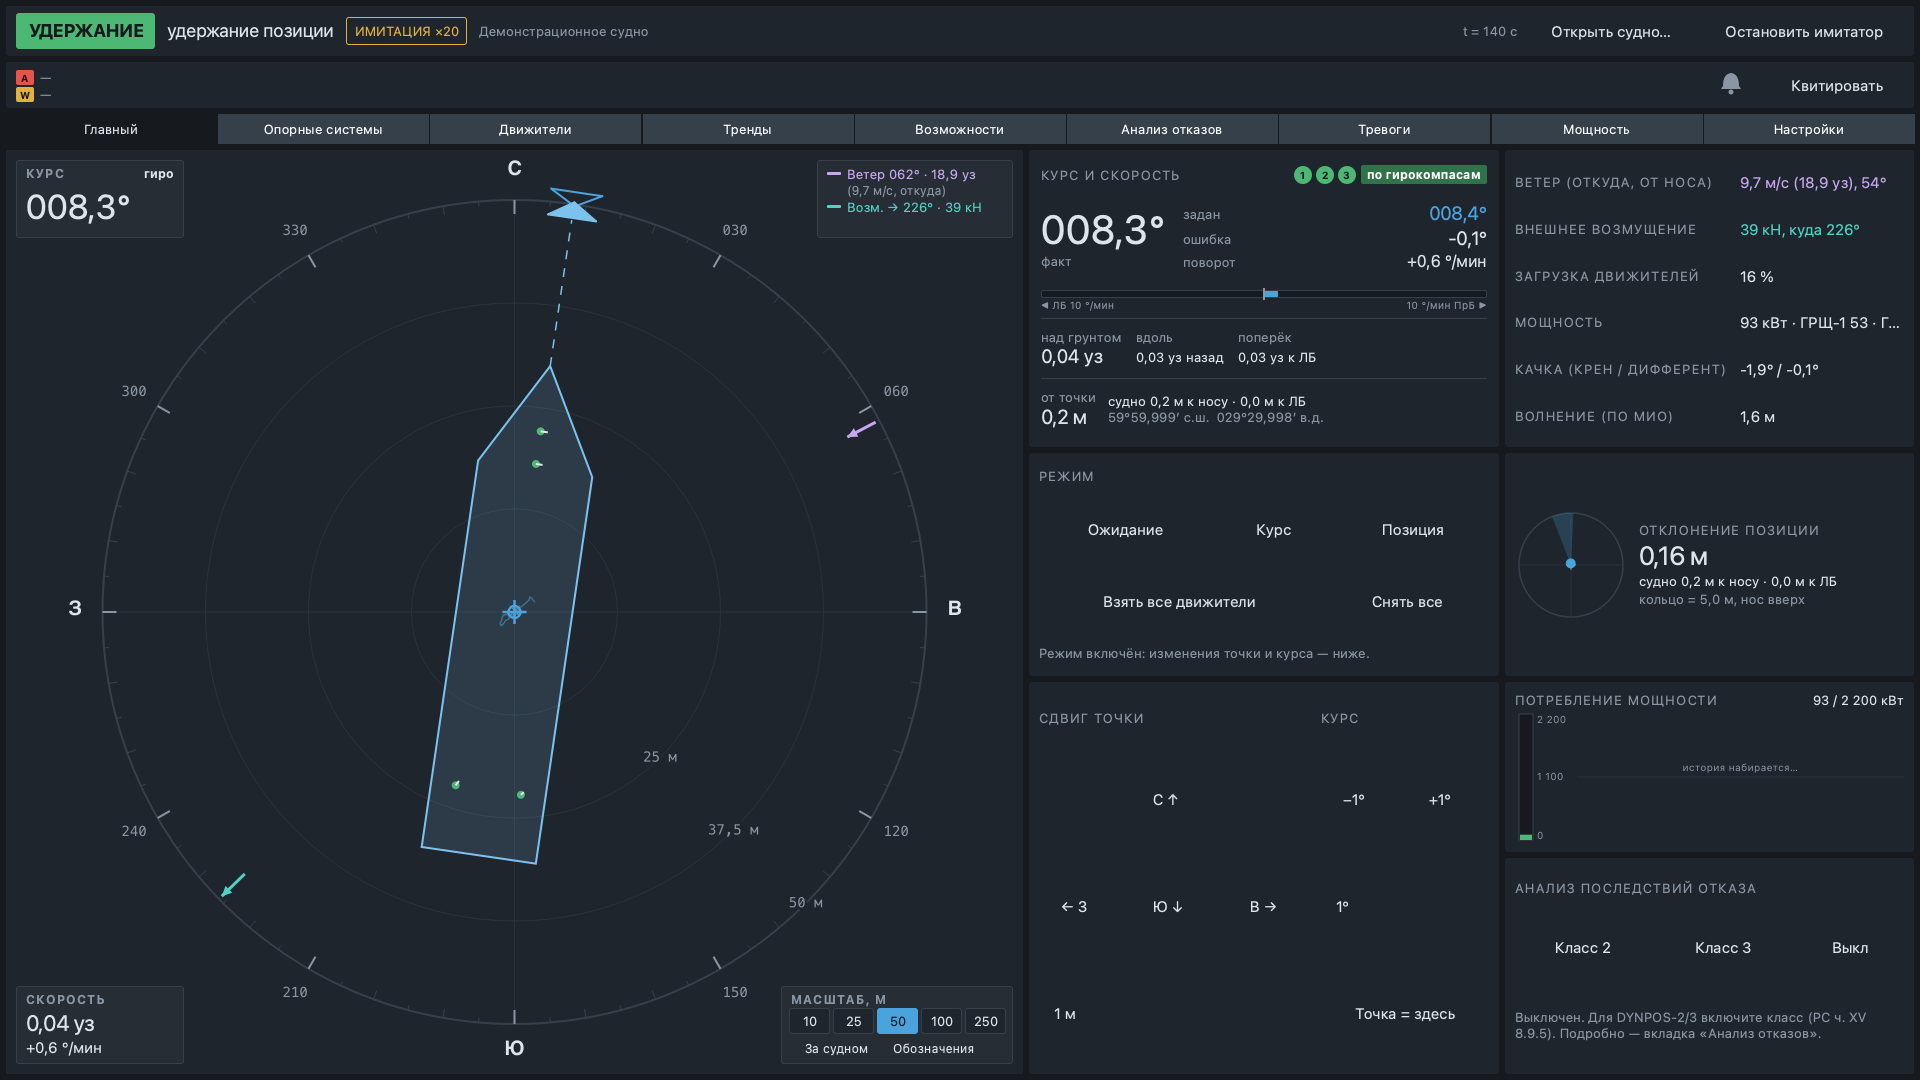 УДЕРЖАНИЕ удержание позиции ИМИТАЦИЯ ×20 Демонстрационное судно t = 140 с Открыть судно... Остановить имитатор
A —
W —
Квитировать
Главный Опорные системы Движители Тренды Возможности Анализ отказов Тревоги Мощность Настройки
КУРС гиро
008,3°
С
Ветер 062° · 18,9 уз
(9,7 м/с, откуда)
Возм. → 226° · 39 кН
330 030
300 060
З В
25 м
240 37,5 м 120
50 м
210 150
Ю
СКОРОСТЬ
0,04 уз
+0,6 °/мин
МАСШТАБ, М
10 25 50 100 250
За судном Обозначения
КУРС И СКОРОСТЬ 1 2 3 по гирокомпасам
008,3° задан 008,4°
ошибка -0,1°
факт поворот +0,6 °/мин
◄ ЛБ 10 °/мин 10 °/мин ПрБ ►
над грунтом вдоль поперёк
0,04 уз 0,03 уз назад 0,03 уз к ЛБ
от точки судно 0,2 м к носу · 0,0 м к ЛБ
0,2 м 59°59,999′ с.ш. 029°29,998′ в.д.
РЕЖИМ
Ожидание Курс Позиция
Взять все движители Снять все
Режим включён: изменения точки и курса — ниже.
СДВИГ ТОЧКИ КУРС
С ↑ −1° +1°
← З Ю ↓ В → 1°
1 м Точка = здесь
ВЕТЕР (ОТКУДА, ОТ НОСА) 9,7 м/с (18,9 уз), 54°
ВНЕШНЕЕ ВОЗМУЩЕНИЕ 39 кН, куда 226°
ЗАГРУЗКА ДВИЖИТЕЛЕЙ 16 %
МОЩНОСТЬ 93 кВт · ГРЩ-1 53 · Г...
КАЧКА (КРЕН / ДИФФЕРЕНТ) -1,9° / -0,1°
ВОЛНЕНИЕ (ПО МИО) 1,6 м
ОТКЛОНЕНИЕ ПОЗИЦИИ
0,16 м
судно 0,2 м к носу · 0,0 м к ЛБ
кольцо = 5,0 м, нос вверх
ПОТРЕБЛЕНИЕ МОЩНОСТИ 93 / 2 200 кВт
2 200
история набирается...
1 100
0
АНАЛИЗ ПОСЛЕДСТВИЙ ОТКАЗА
Класс 2 Класс 3 Выкл
Выключен. Для DYNPOS-2/3 включите класс (РС ч. XV
8.9.5). Подробно — вкладка «Анализ отказов».